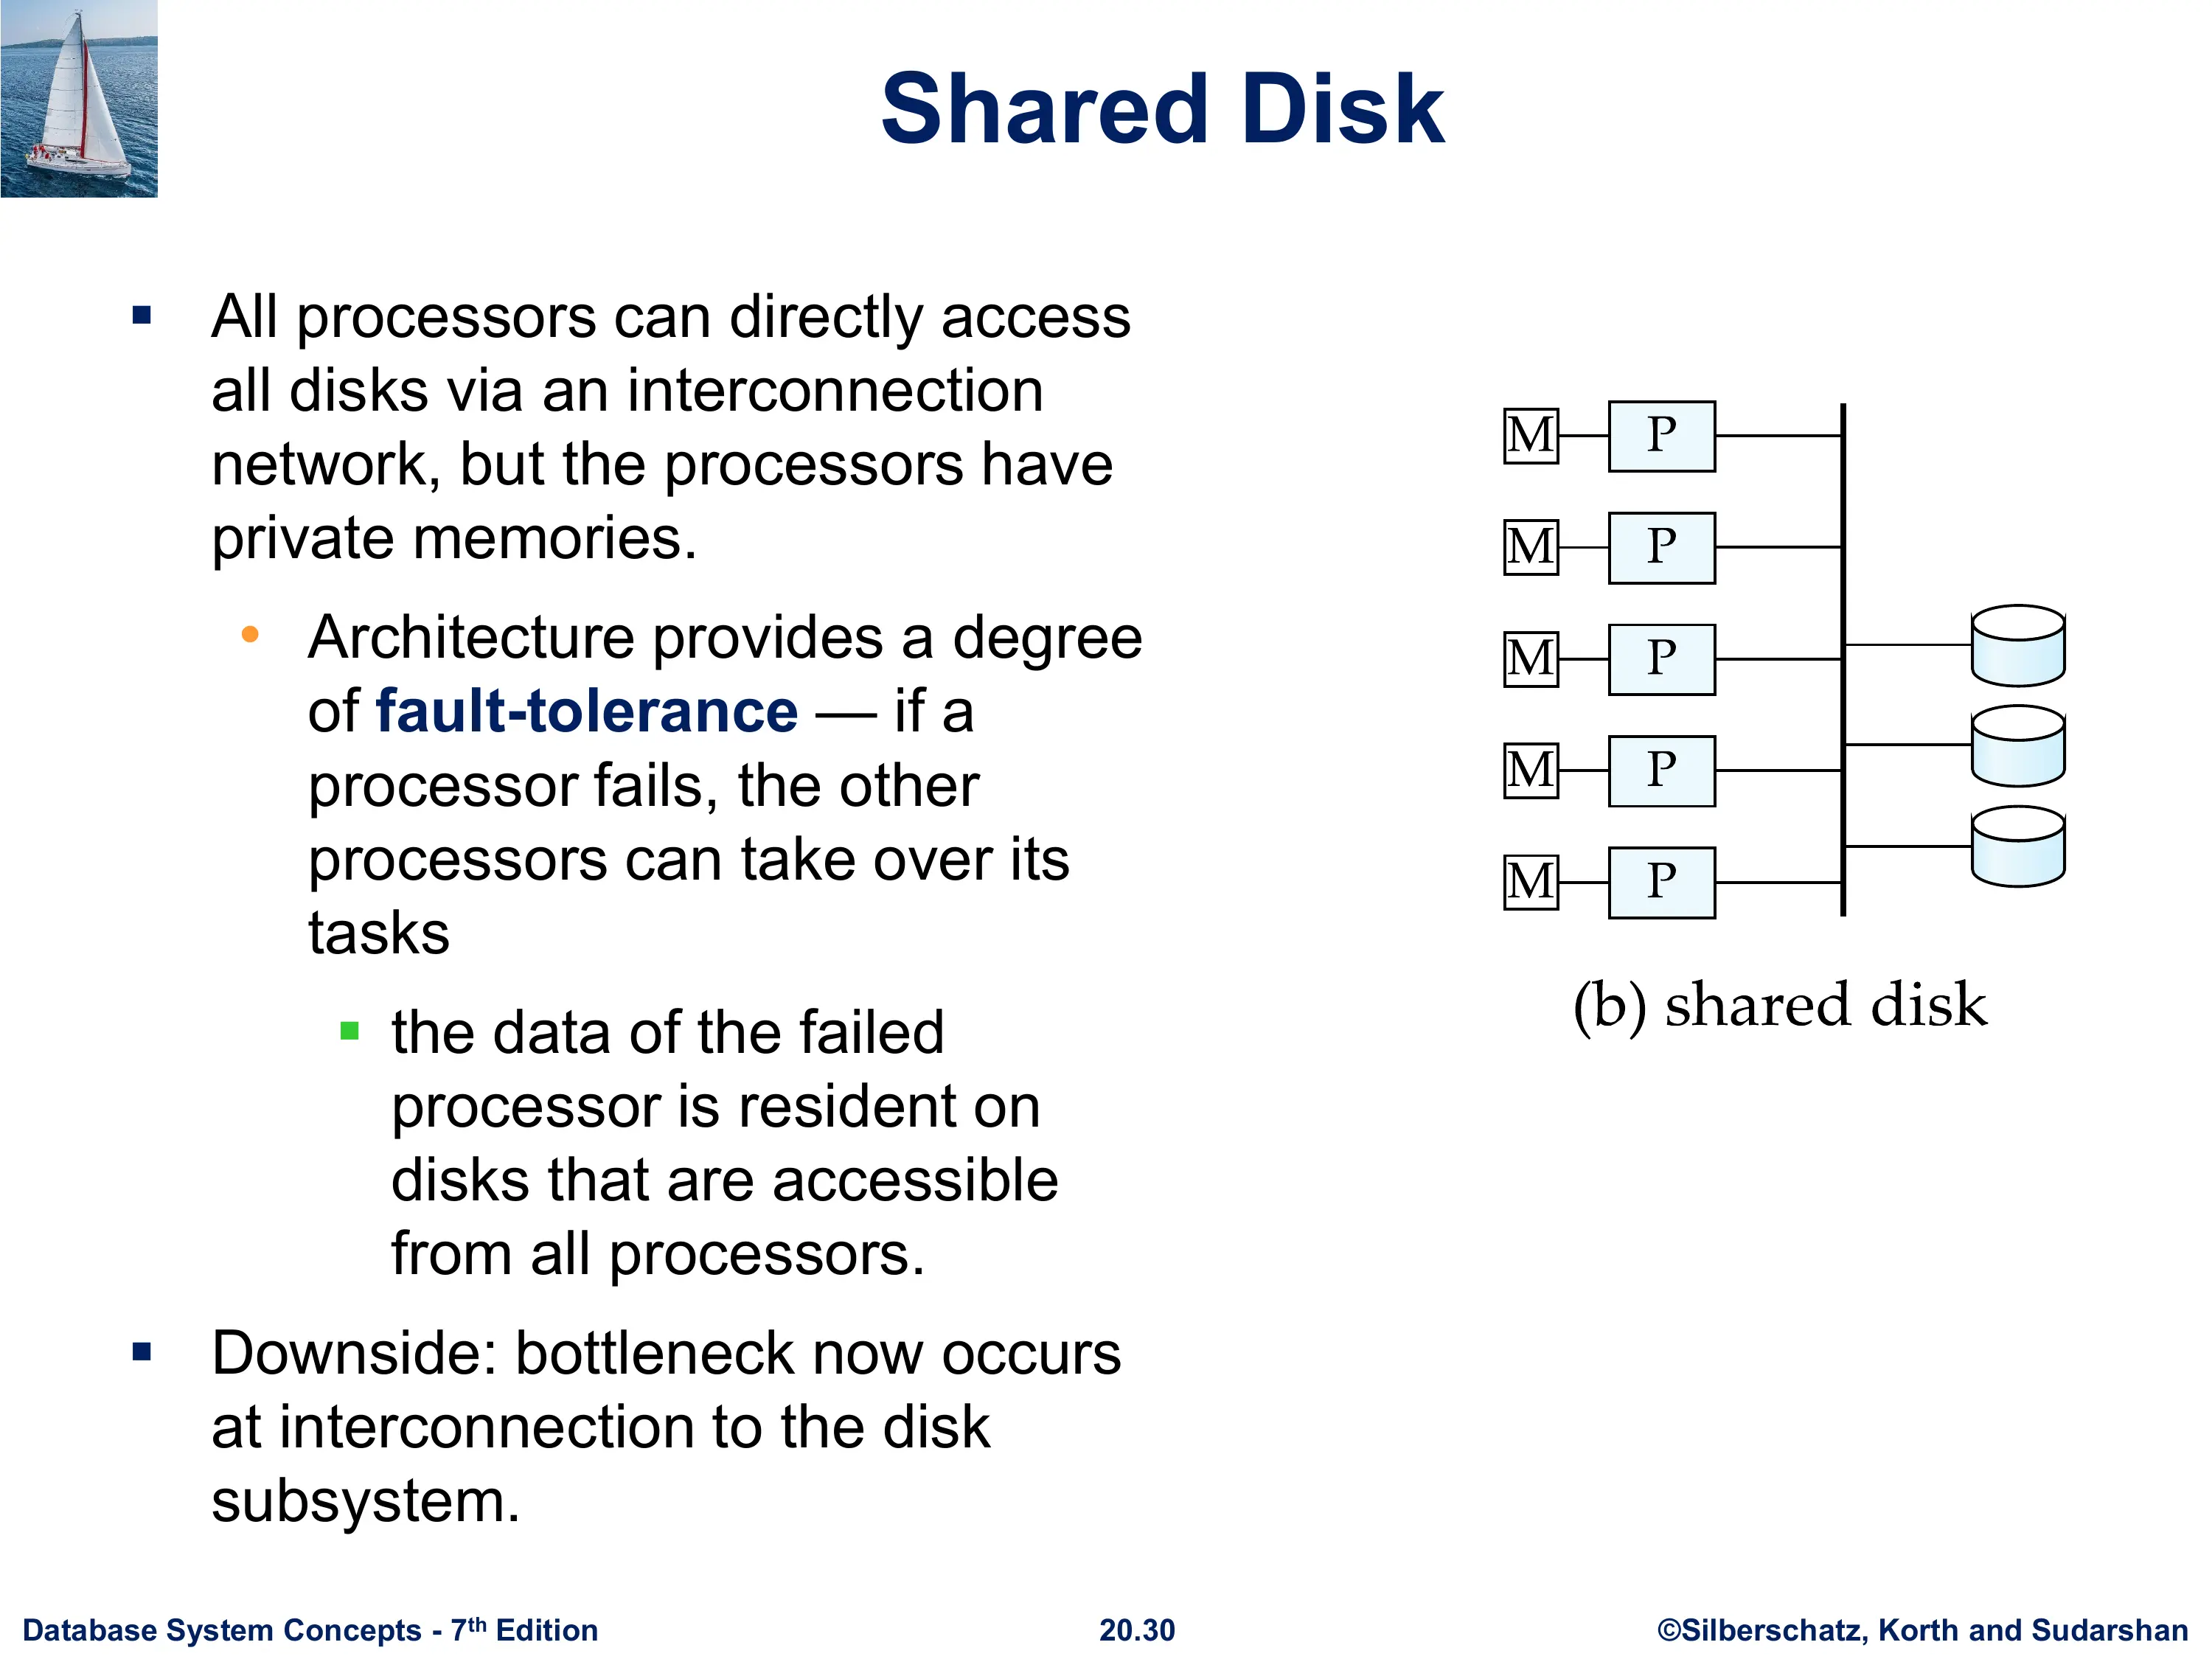 Shared Disk
All processors can directly access
all disks via an interconnection
network, but the processors have
private memories.
Architecture provides a degree
of fault-tolerance — if a
processor fails, the other
processors can take over its
tasks
the data of the failed
processor is resident on
disks that are accessible
from all processors.
Downside: bottleneck now occurs
at interconnection to the disk
subsystem.
M P
M P
M P
M P
M P
(b) shared disk
Database System Concepts - 7th Edition
20.30
©Silberschatz, Korth and Sudarshan